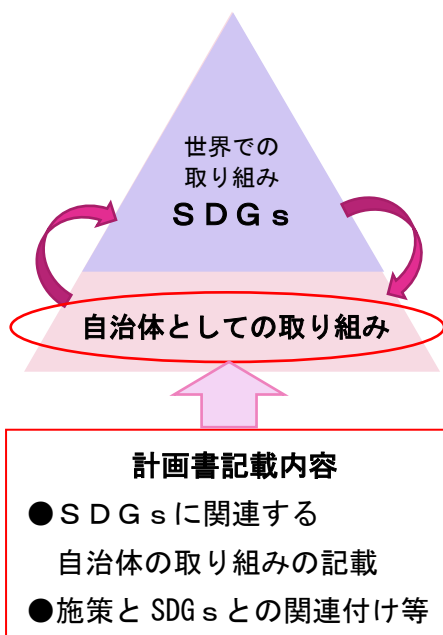 世界での
取り組み
ＳＤＧｓ
自治体としての取り組み
計画書記載内容
●ＳＤＧｓに関連する
自治体の取り組みの記載
●施策と SDGｓとの関連付け等